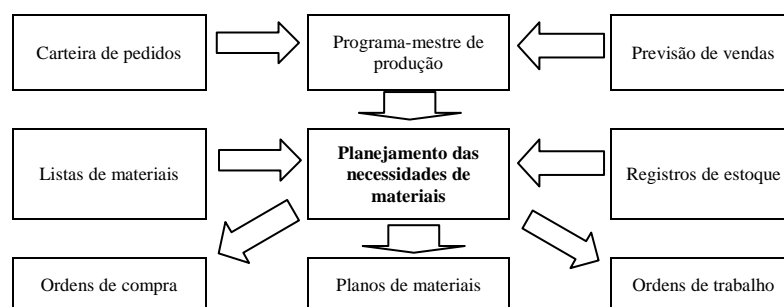 Carteira de pedidos
Programa-mestre de
produção
Previsão de vendas
Listas de materiais
Planejamento das
necessidades de
materiais
Registros de estoque
Ordens de compra
Planos de materiais
Ordens de trabalho